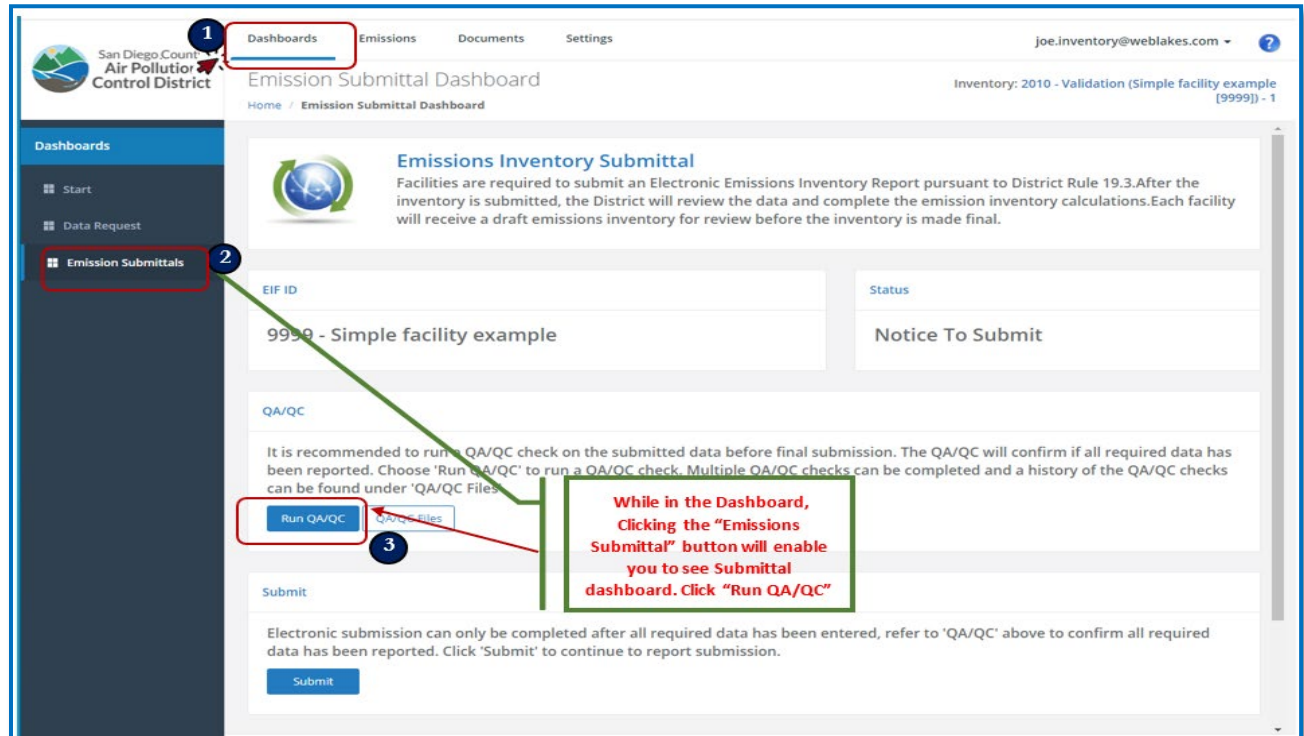 1
Dashboards
Emissions
Documents
Settings
joe.inventory@weblakes.com
?
San Diego Count
Air Pollution
Control District
Emission Submittal Dashboard
Inventory: 2010 - Validation (Simple facility example
[9999]) - 1
Home / Emission Submittal Dashboard
Dashboards
Start
Data Request
Emission Submittals
2
Emissions Inventory Submittal
Facilities are required to submit an Electronic Emissions Inventory Report pursuant to District Rule 19.3.After the
inventory is submitted, the District will review the data and complete the emission inventory calculations.Each facility
will receive a draft emissions inventory for review before the inventory is made final.
EIF ID
9999 - Simple facility example
Status
Notice To Submit
QA/QC
It is recommended to run a QA/QC check on the submitted data before final submission. The QA/QC will confirm if all required data has
been reported. Choose 'Run QA/QC' to run a QA/QC check. Multiple QA/QC checks can be completed and a history of the QA/QC checks
can be found under 'QA/QC Files'
Run QA/QC
QA/QC Files
3
While in the Dashboard,
Clicking the “Emissions
Submittal” button will enable
you to see Submittal
dashboard. Click “Run QA/QC”
Submit
Electronic submission can only be completed after all required data has been entered, refer to 'QA/QC' above to confirm all required
data has been reported. Click 'Submit' to continue to report submission.
Submit